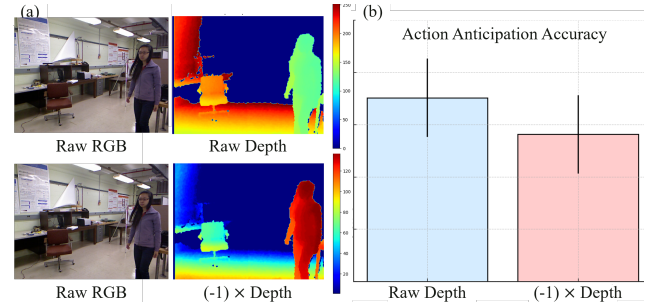 (a)
250
200
150
100
50
0
Raw RGB
Raw Depth
120
100
80
60
40
20
Raw RGB
(-1) × Depth
(b)
Action Anticipation Accuracy
Raw Depth
(-1) × Depth